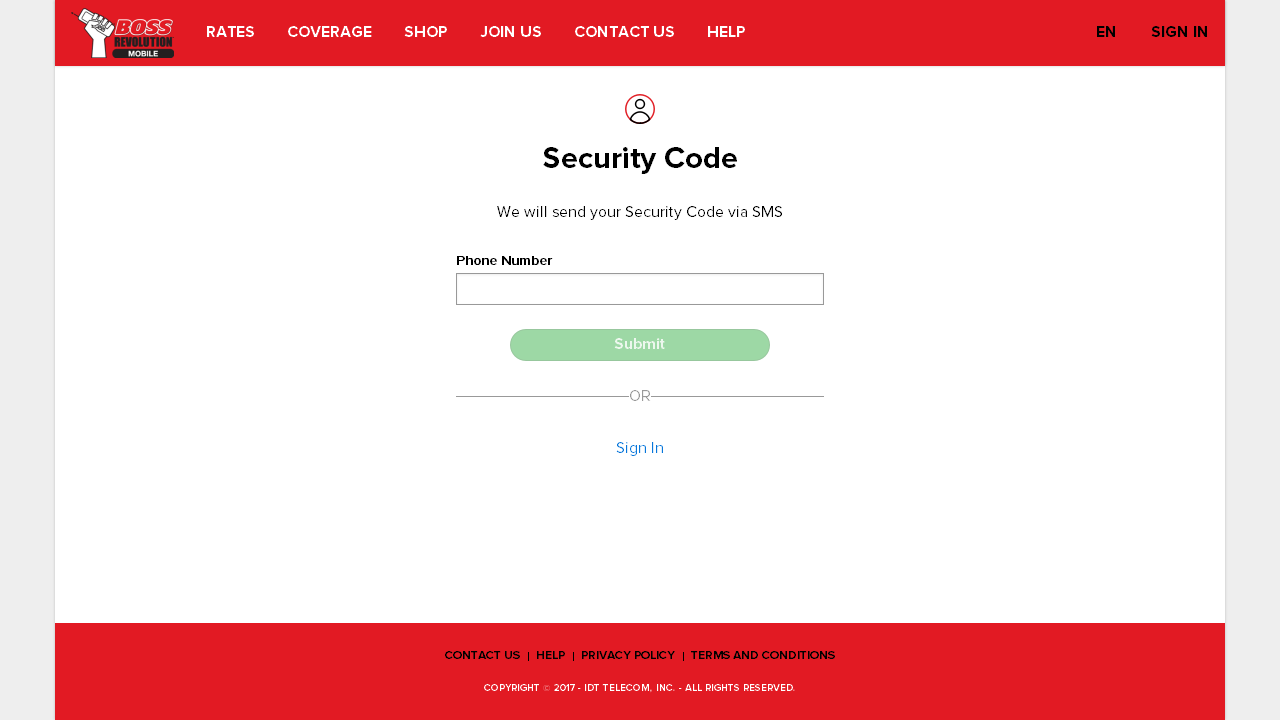 BOSS
REVOLUTION
MOBILE
RATES COVERAGE SHOP JOIN US CONTACT US HELP EN SIGN IN
Security Code
We will send your Security Code via SMS
Phone Number
Submit
OR
Sign In
CONTACT US | HELP | PRIVACY POLICY | TERMS AND CONDITIONS
COPYRIGHT © 2017 - IDT TELECOM, INC. - ALL RIGHTS RESERVED.